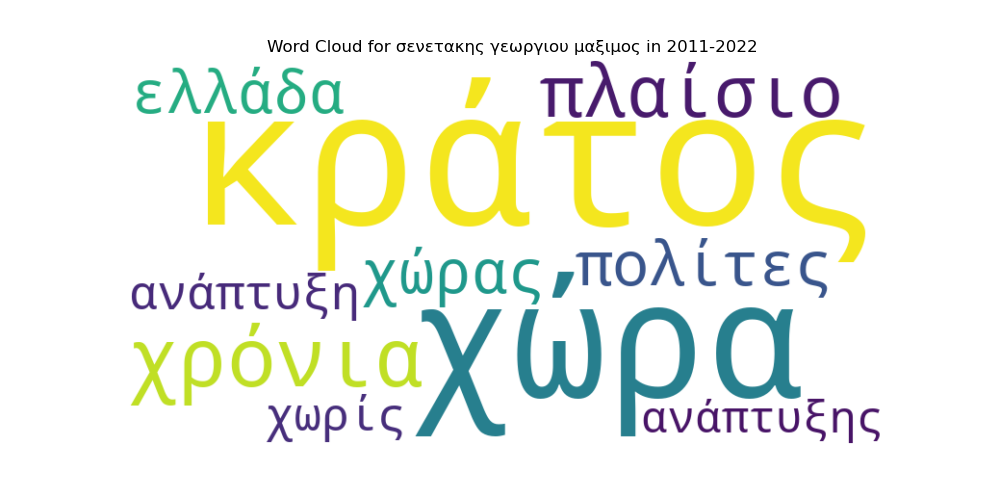 Word Cloud for σενετακης γεωργιου μαξιμος in 2011-2022
ελλάδα
πλαίσιο
κράτος
πολίτες
χώρας
ανάπτυξη
χώρα
χρόνια
χωρίς
ανάπτυξης